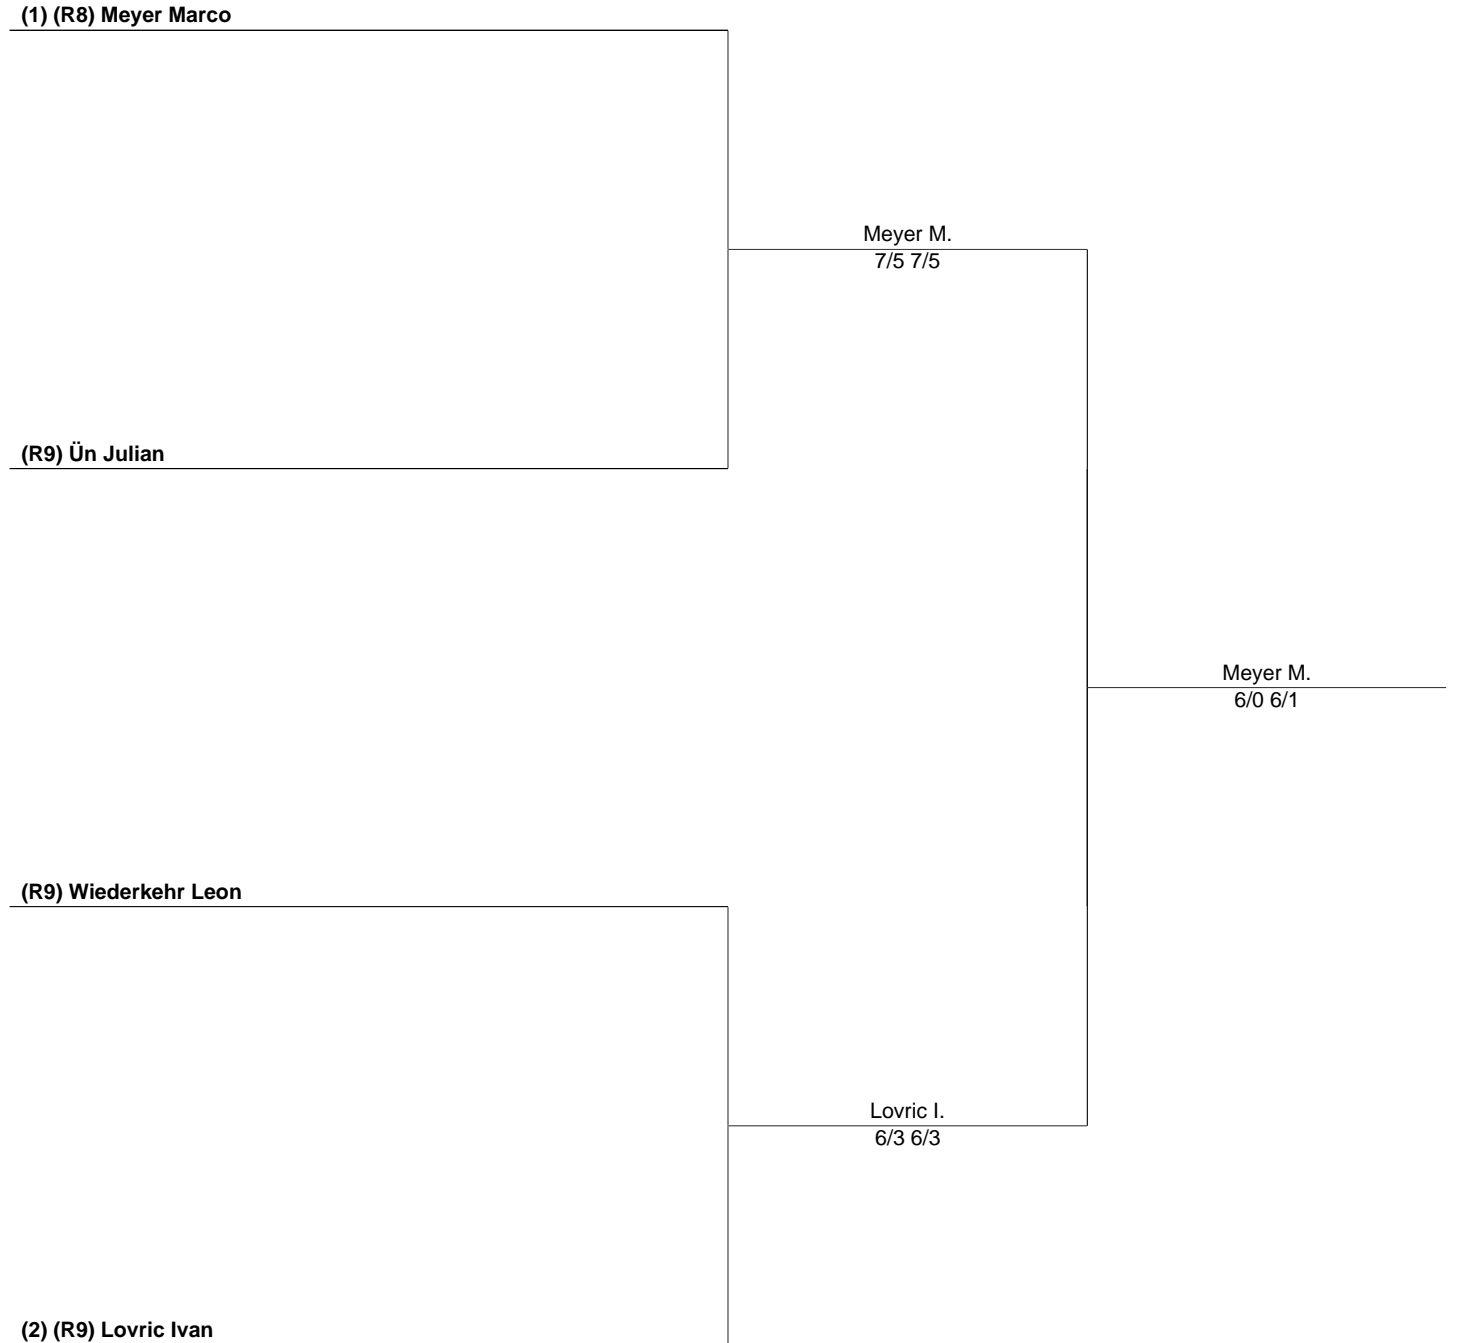 (1) (R8) Meyer Marco
Meyer M.
7/5 7/5
(R9) Ün Julian
Meyer M.
6/0 6/1
(R9) Wiederkehr Leon
Lovric I.
6/3 6/3
(2) (R9) Lovric Ivan